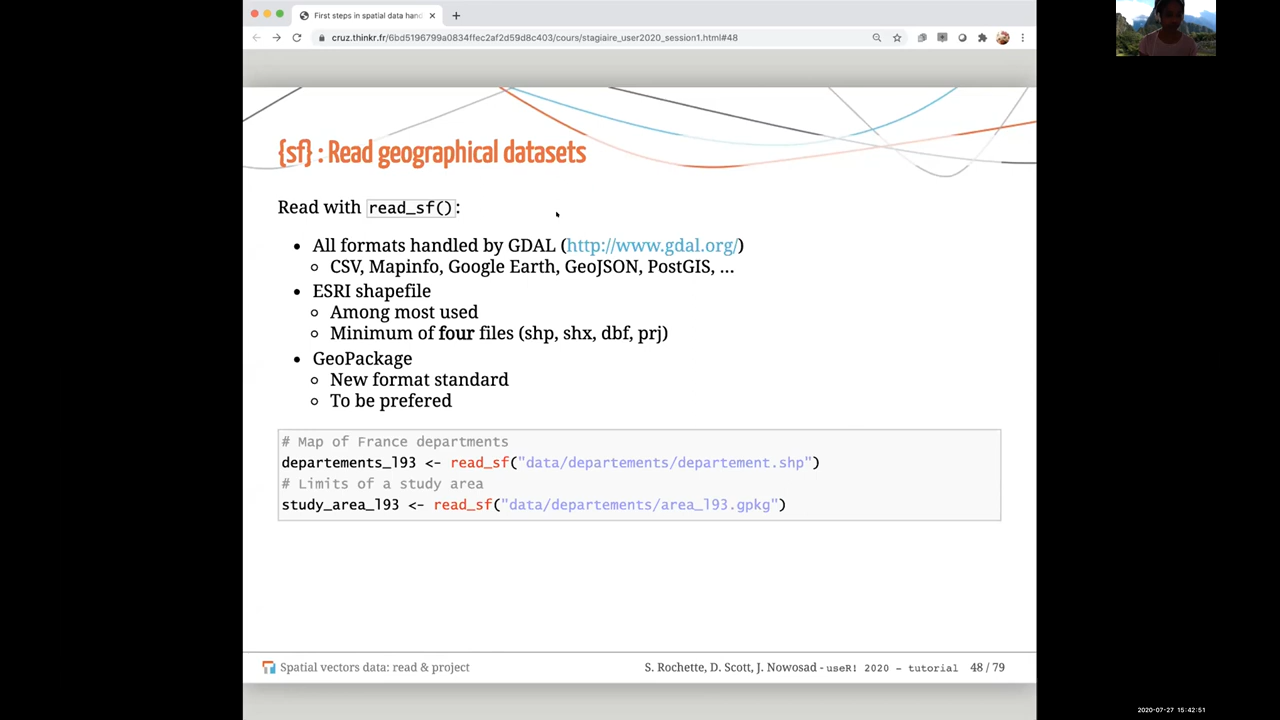 First steps in spatial data han
cruz.thinkr.fr/6bd5196799a0834ffec2af2d59d8c403/cours/stagiaire_user2020_session1.html#48
{sf} : Read geographical datasets
Read with read_sf():
All formats handled by GDAL (http://www.gdal.org/)
CSV, Mapinfo, Google Earth, GeoJSON, PostGIS, ...
ESRI shapefile
Among most used
Minimum of four files (shp, shx, dbf, prj)
GeoPackage
New format standard
To be prefered
# Map of France departments
departements_l93 <- read_sf("data/departements/departement.shp")
# Limits of a study area
study_area_l93 <- read_sf("data/departements/area_l93.gpkg")
Spatial vectors data: read & project
S. Rochette, D. Scott, J. Nowosad - useR! 2020 - tutorial 48 / 79
2020-07-27 15:42:51